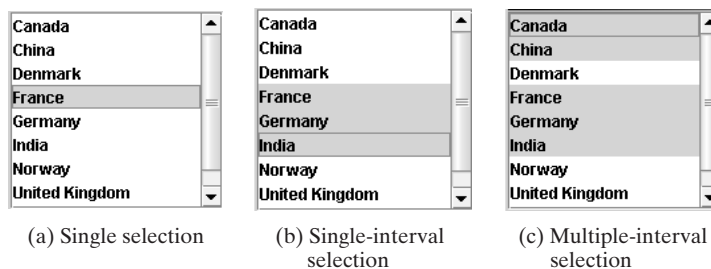 Canada
China
Denmark
France
Germany
India
Norway
United Kingdom
(a) Single selection
Canada
China
Denmark
France
Germany
India
Norway
United Kingdom
(b) Single-interval
selection
Canada
China
Denmark
France
Germany
India
Norway
United Kingdom
(c) Multiple-interval
selection